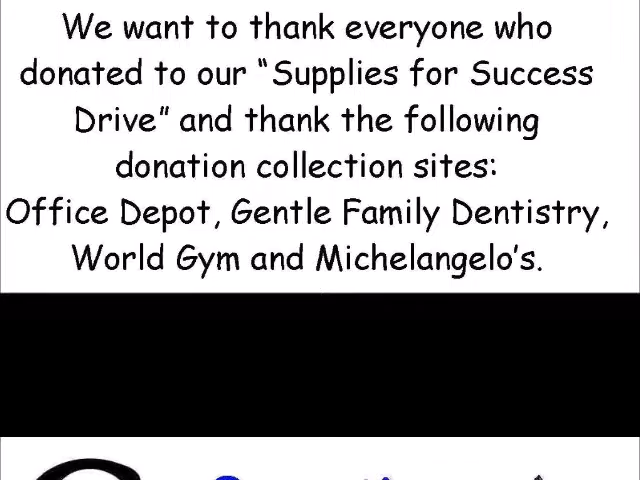 We want to thank everyone who
donated to our “Supplies for Success
Drive” and thank the following
donation collection sites:
Office Depot, Gentle Family Dentistry,
World Gym and Michelangelo’s.